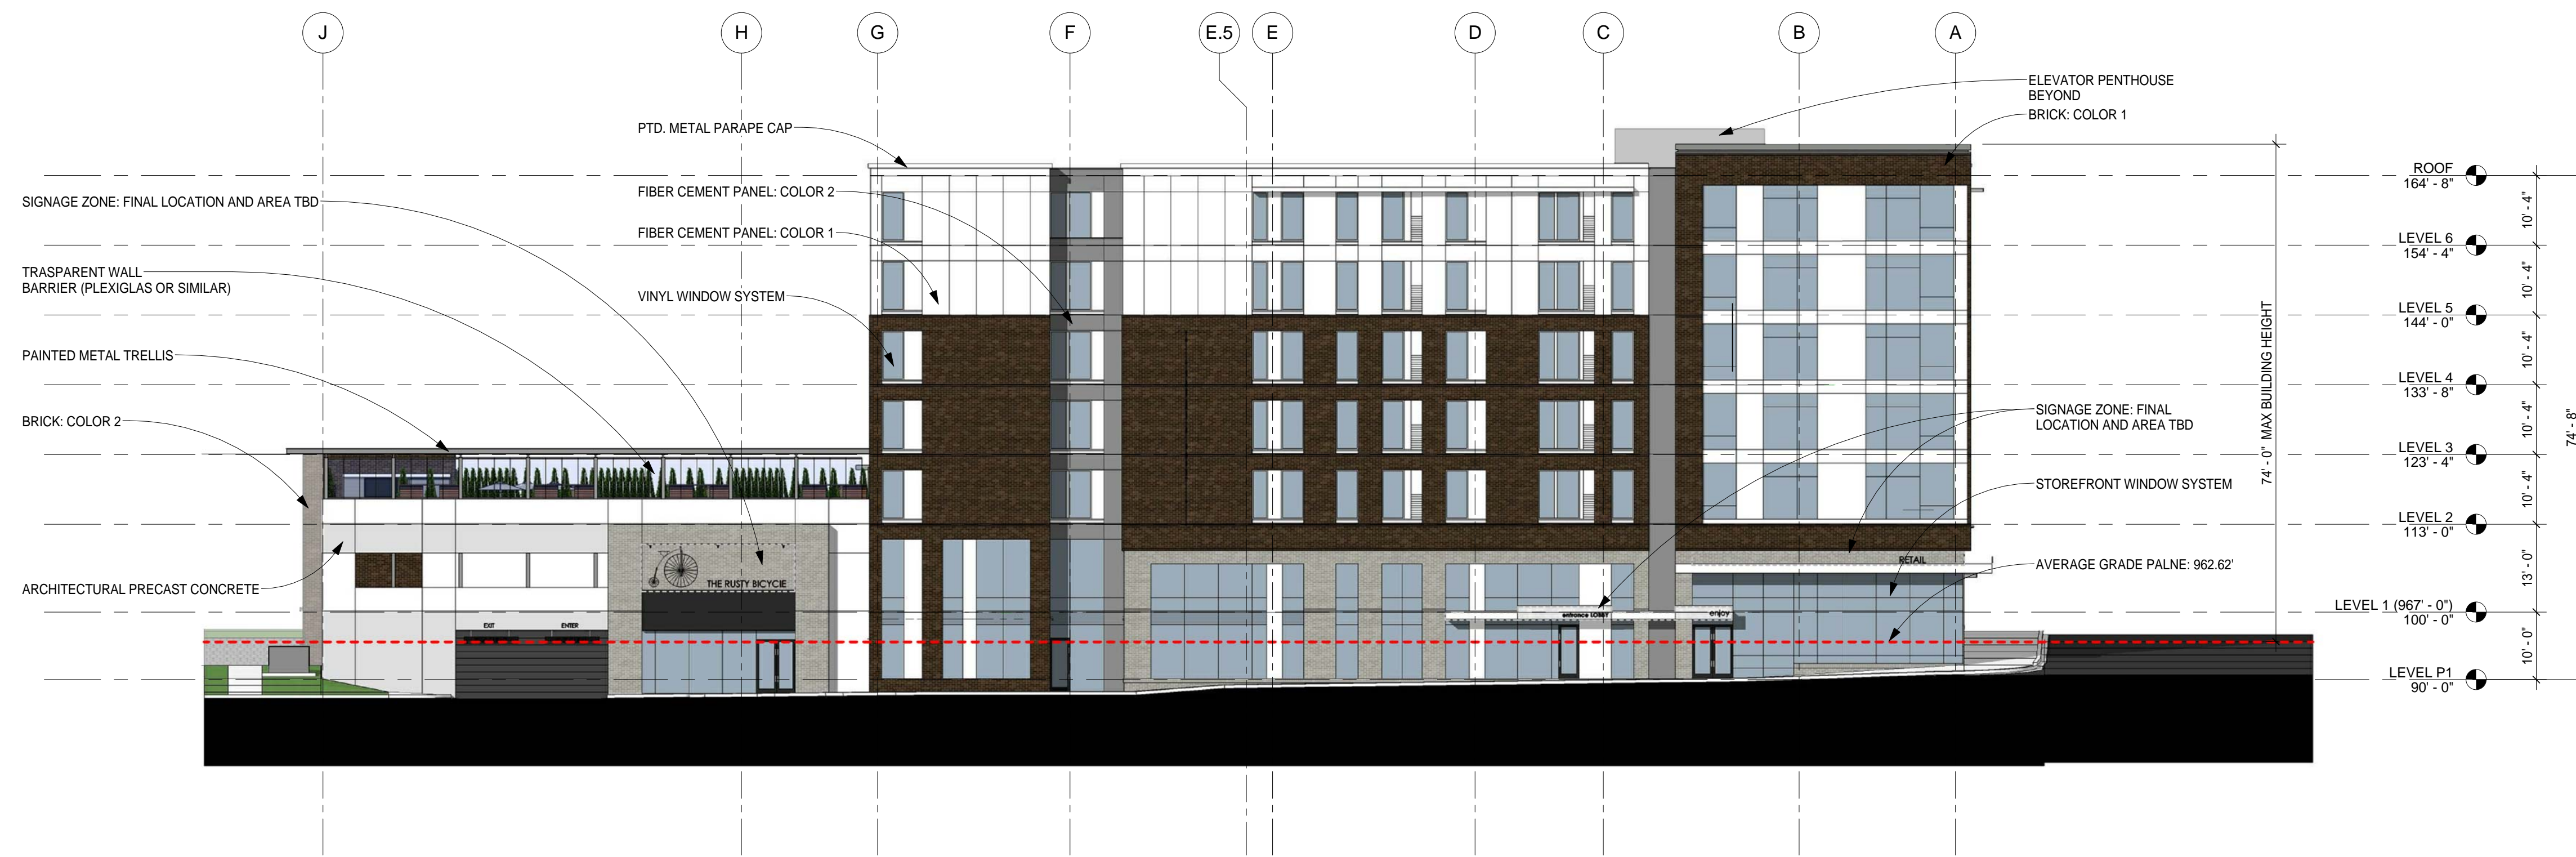 J
H
G
F
E.5
E
D
C
B
A
PTD. METAL PARAPE CAP
FIBER CEMENT PANEL: COLOR 2
FIBER CEMENT PANEL: COLOR 1
VINYL WINDOW SYSTEM
SIGNAGE ZONE: FINAL LOCATION AND AREA TBD
TRASPARENT WALL
BARRIER (PLEXIGLAS OR SIMILAR)
PAINTED METAL TRELLIS
BRICK: COLOR 2
ARCHITECTURAL PRECAST CONCRETE
EXIT
ENTER
THE RUSTY BICYCLE
entrance LOBBY
enjoy
RETAIL
ELEVATOR PENTHOUSE
BEYOND
BRICK: COLOR 1
SIGNAGE ZONE: FINAL
LOCATION AND AREA TBD
STOREFRONT WINDOW SYSTEM
AVERAGE GRADE PALNE: 962.62'
74' - 0" MAX BUILDING HEIGHT
ROOF
164' - 8"
LEVEL 6
154' - 4"
LEVEL 5
144' - 0"
LEVEL 4
133' - 8"
LEVEL 3
123' - 4"
LEVEL 2
113' - 0"
LEVEL 1 (967' - 0")
100' - 0"
LEVEL P1
90' - 0"
10' - 4"
10' - 4"
10' - 4"
10' - 4"
10' - 4"
13' - 0"
10' - 0"
74' - 8"